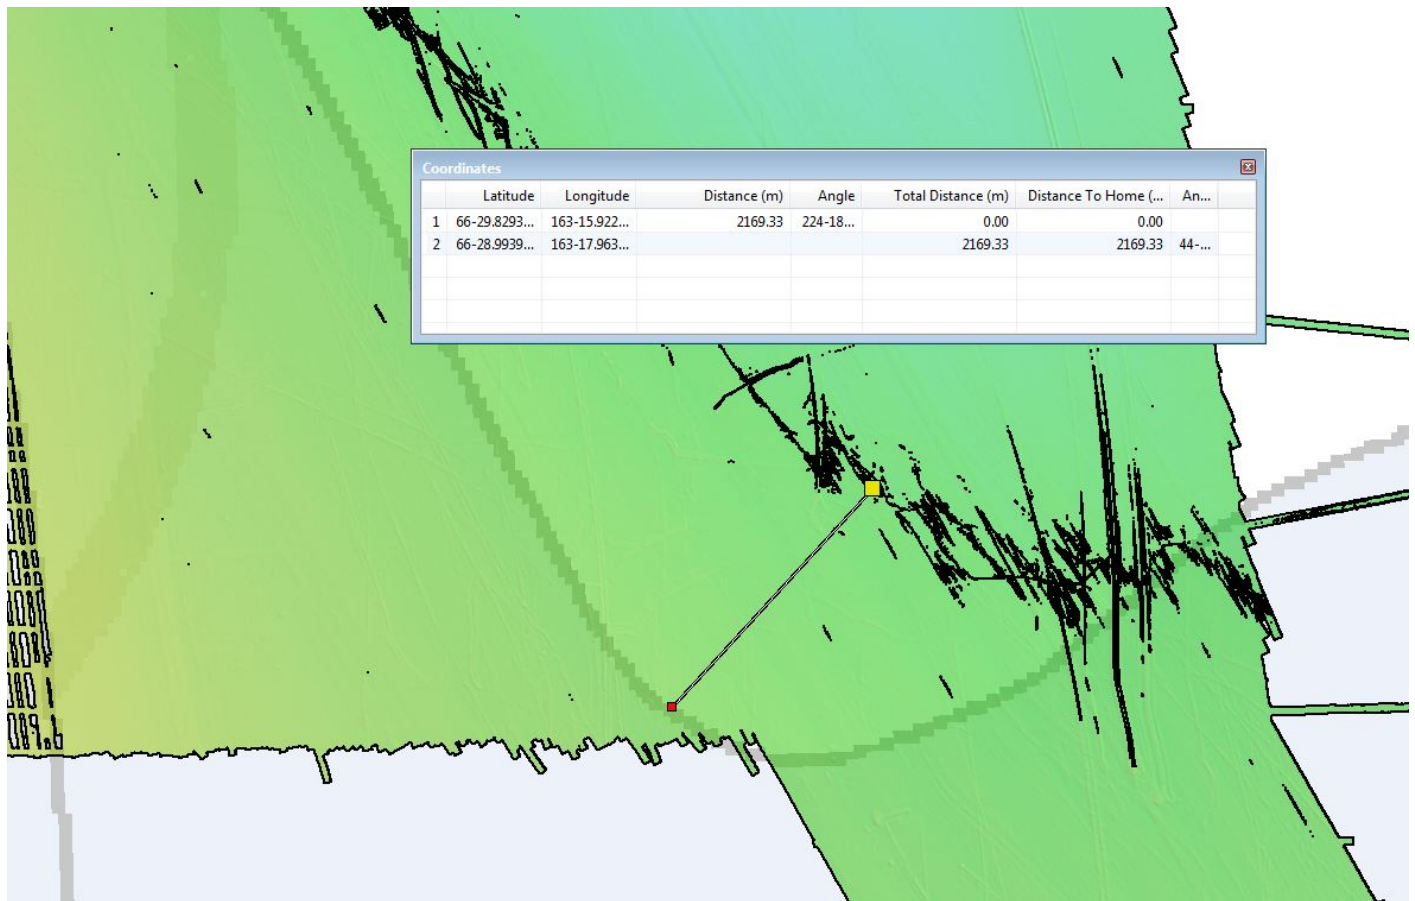 Coordinates
Latitude Longitude Distance (m) Angle Total Distance (m) Distance To Home (... An...
1 66-29.8293... 163-15.922... 2169.33 224-18... 0.00 0.00
2 66-28.9939... 163-17.963... 2169.33 2169.33 44-...